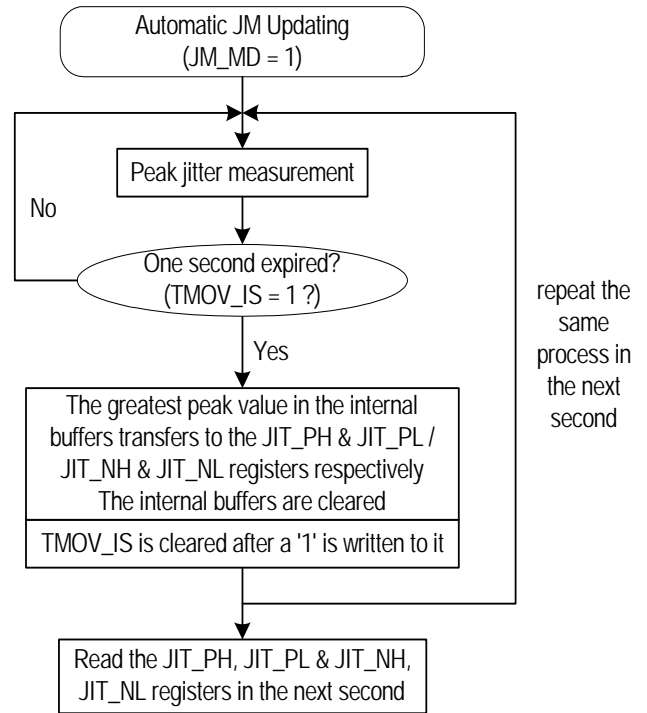 Automatic JM Updating
(JM_MD = 1)
Peak jitter measurement
No
One second expired?
(TMOV_IS = 1 ?)
repeat the
same
process in
the next
second
Yes
The greatest peak value in the internal
buffers transfers to the JIT_PH & JIT_PL /
JIT_NH & JIT_NL registers respectively
The internal buffers are cleared
TMOV_IS is cleared after a '1' is written to it
Read the JIT_PH, JIT_PL & JIT_NH,
JIT_NL registers in the next second